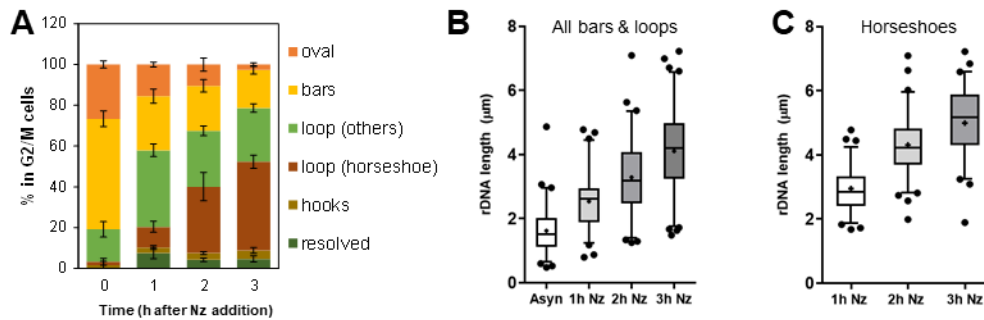 A
% in G2/M cells
120
100
80
60
40
20
0
0 1 2 3
Time (h after Nz addition)
oval
bars
loop (others)
loop (horseshoe)
hooks
resolved
B
All bars & loops
rDNA length (µm)
8
6
4
2
0
Asyn 1h Nz 2h Nz 3h Nz
C
Horseshoes
rDNA length (µm)
8
6
4
2
0
1h Nz 2h Nz 3h Nz